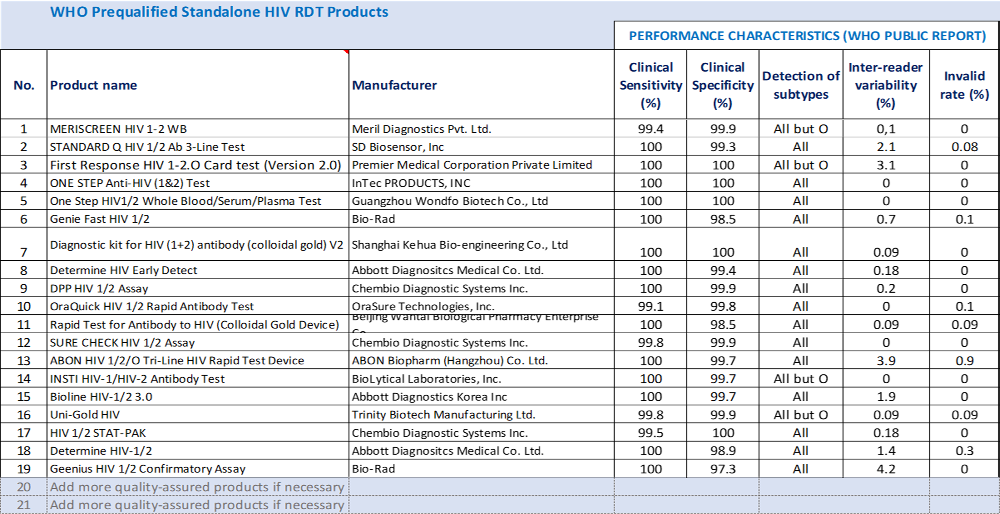 WHO Prequalified Standalone HIV RDT Products
PERFORMANCE CHARACTERISTICS (WHO PUBLIC REPORT)
No. Product name Manufacturer Clinical Sensitivity (%) Clinical Specificity (%) Detection of subtypes Inter-reader variability (%) Invalid rate (%)
1 MERISCREEN HIV 1-2 WB Meril Diagnostics Pvt. Ltd. 99.4 99.9 All but O 0,1 0
2 STANDARD Q HIV 1/2 Ab 3-Line Test SD Biosensor, Inc 100 99.3 All 2.1 0.08
3 First Response HIV 1-2.O Card test (Version 2.0) Premier Medical Corporation Private Limited 100 100 All but O 3.1 0
4 ONE STEP Anti-HIV (1&2) Test InTec PRODUCTS, INC 100 100 All 0 0
5 One Step HIV1/2 Whole Blood/Serum/Plasma Test Guangzhou Wondfo Biotech Co., Ltd 100 100 All 0 0
6 Genie Fast HIV 1/2 Bio-Rad 100 98.5 All 0.7 0.1
7 Diagnostic kit for HIV (1+2) antibody (colloidal gold) V2 Shanghai Kehua Bio-engineering Co., Ltd 100 100 All 0.09 0
8 Determine HIV Early Detect Abbott Diagnositcs Medical Co. Ltd. 100 99.4 All 0.18 0
9 DPP HIV 1/2 Assay Chembio Diagnostic Systems Inc. 100 99.9 All 0.2 0
10 OraQuick HIV 1/2 Rapid Antibody Test OraSure Technologies, Inc. 99.1 99.8 All 0 0.1
11 Rapid Test for Antibody to HIV (Colloidal Gold Device) Beijing Wantai Biological Pharmacy Enterprise Co 100 98.5 All 0.09 0.09
12 SURE CHECK HIV 1/2 Assay Chembio Diagnostic Systems Inc. 99.8 99.9 All 0 0
13 ABON HIV 1/2/O Tri-Line HIV Rapid Test Device ABON Biopharm (Hangzhou) Co. Ltd. 100 99.7 All 3.9 0.9
14 INSTI HIV-1/HIV-2 Antibody Test BioLytical Laboratories, Inc. 100 99.7 All but O 0 0
15 Bioline HIV-1/2 3.0 Abbott Diagnostics Korea Inc 100 99.7 All 1.9 0
16 Uni-Gold HIV Trinity Biotech Manufacturing Ltd. 99.8 99.9 All but O 0.09 0.09
17 HIV 1/2 STAT-PAK Chembio Diagnostic Systems Inc. 99.5 100 All 0.18 0
18 Determine HIV-1/2 Abbott Diagnositcs Medical Co. Ltd. 100 98.9 All 1.4 0.3
19 Geenius HIV 1/2 Confirmatory Assay Bio-Rad 100 97.3 All 4.2 0
20 Add more quality-assured products if necessary
21 Add more quality-assured products if necessary